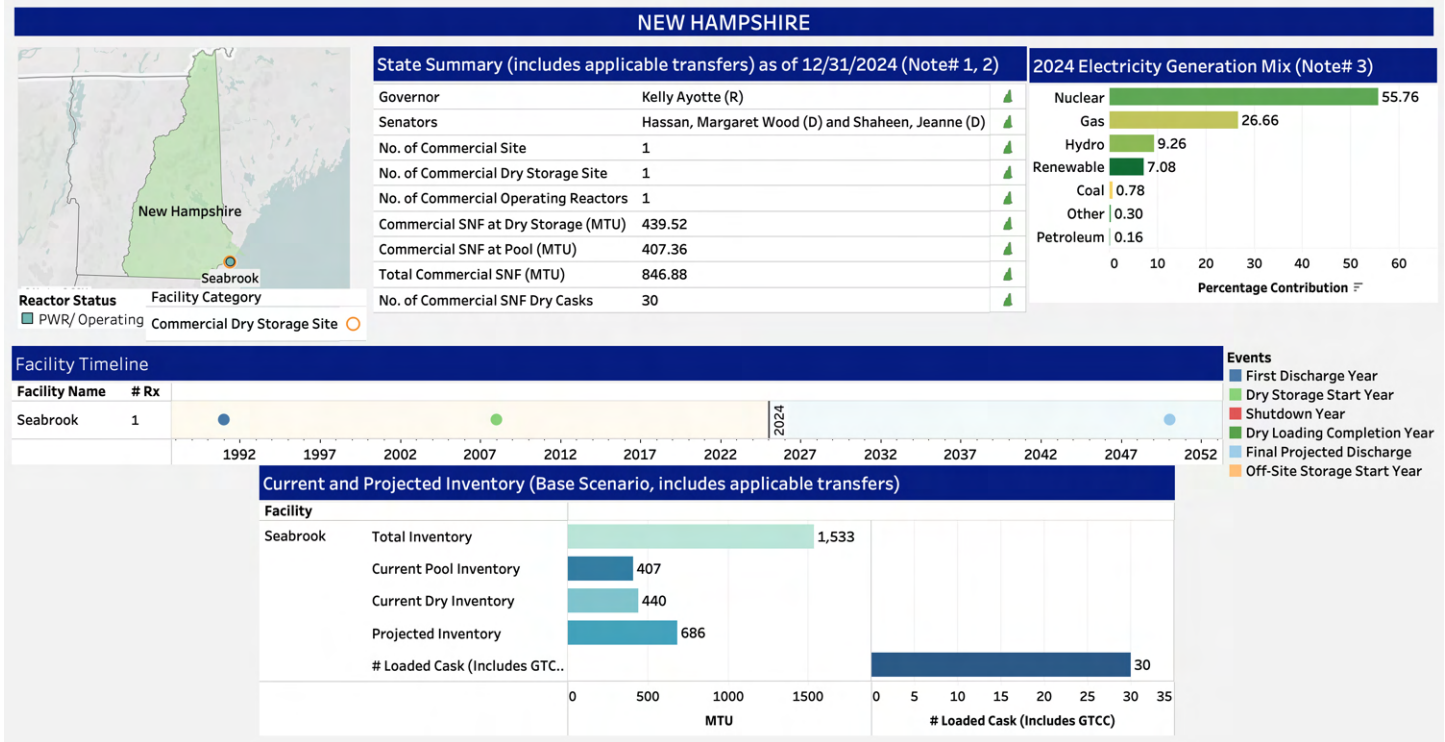 NEW HAMPSHIRE
New Hampshire
Seabrook
Reactor Status
PWR/ Operating
Facility Category
Commercial Dry Storage Site
State Summary (includes applicable transfers) as of 12/31/2024 (Note# 1, 2)
Governor Kelly Ayotte (R)
Senators Hassan, Margaret Wood (D) and Shaheen, Jeanne (D)
No. of Commercial Site 1
No. of Commercial Dry Storage Site 1
No. of Commercial Operating Reactors 1
Commercial SNF at Dry Storage (MTU) 439.52
Commercial SNF at Pool (MTU) 407.36
Total Commercial SNF (MTU) 846.88
No. of Commercial SNF Dry Casks 30
2024 Electricity Generation Mix (Note# 3)
Nuclear 55.76
Gas 26.66
Hydro 9.26
Renewable 7.08
Coal 0.78
Other 0.30
Petroleum 0.16
0 10 20 30 40 50 60
Percentage Contribution
Facility Timeline
Facility Name # Rx
Seabrook 1
2024
1992 1997 2002 2007 2012 2017 2022 2027 2032 2037 2042 2047 2052
Events
First Discharge Year
Dry Storage Start Year
Shutdown Year
Dry Loading Completion Year
Final Projected Discharge
Off-Site Storage Start Year
Current and Projected Inventory (Base Scenario, includes applicable transfers)
Facility
Seabrook Total Inventory 1,533
Current Pool Inventory 407
Current Dry Inventory 440
Projected Inventory 686
# Loaded Cask (Includes GTC.. 30
0 500 1000 1500 0 5 10 15 20 25 30 35
MTU # Loaded Cask (Includes GTCC)